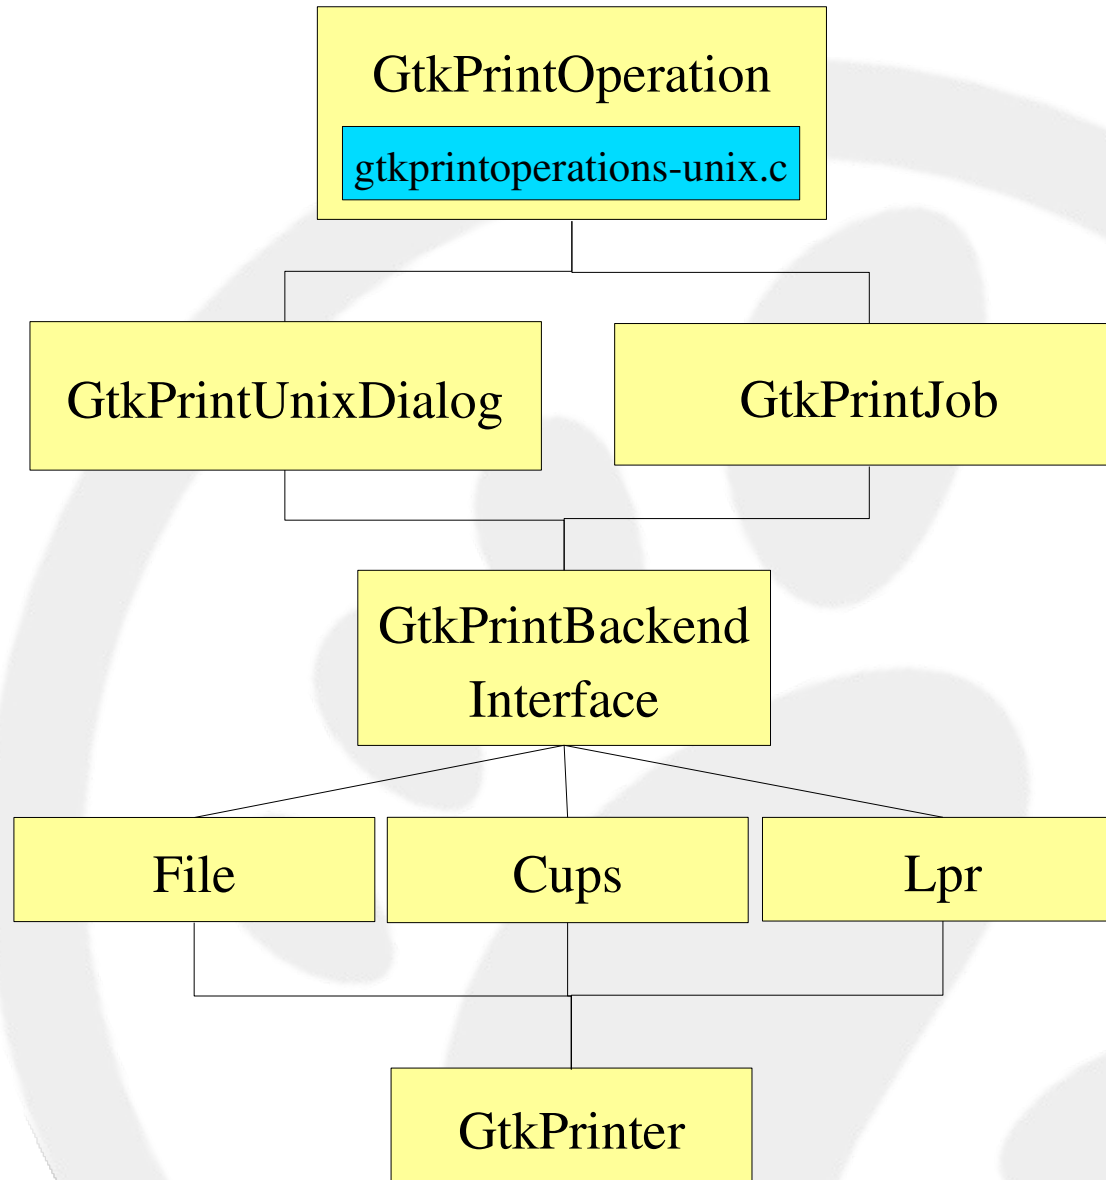 GtkPrintOperation
gtkprintoperations-unix.c
GtkPrintUnixDialog
GtkPrintJob
GtkPrintBackend
Interface
File
Cups
Lpr
GtkPrinter